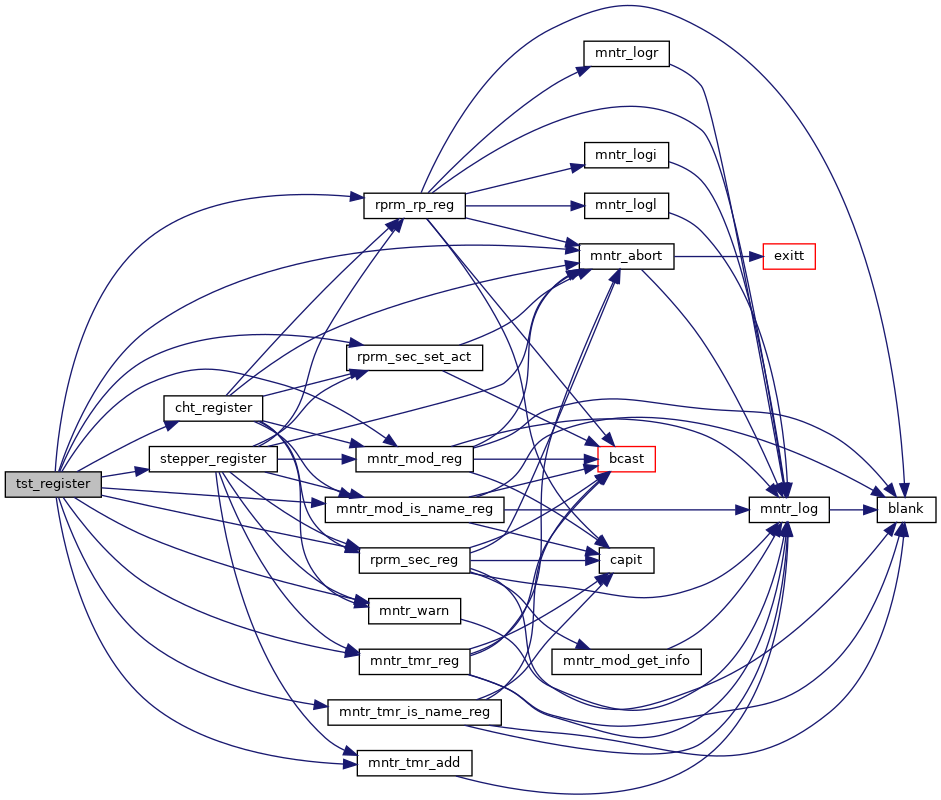 mntr_logr
mntr_logi
rprm_rp_reg
mntr_logl
mntr_abort
exitt
rprm_sec_set_act
cht_register
stepper_register
mntr_mod_reg
bcast
tst_register
mntr_mod_is_name_reg
mntr_log
blank
rprm_sec_reg
capit
mntr_warn
mntr_tmr_reg
mntr_mod_get_info
mntr_tmr_is_name_reg
mntr_tmr_add